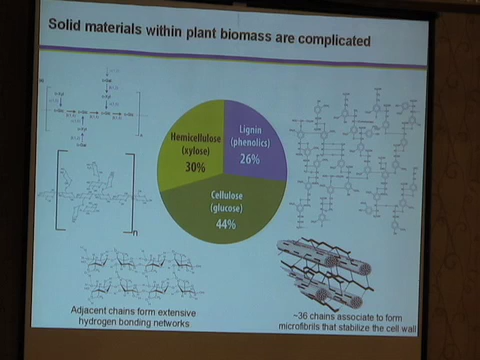 Solid materials within plant biomass are complicated
Hemicellulose
(xylose)
30%
Lignin
(phenolics)
26%
Cellulose
(glucose)
44%
n
Adjacent chains form extensive
hydrogen bonding networks
~36 chains associate to form
microfibrils that stabilize the cell wall